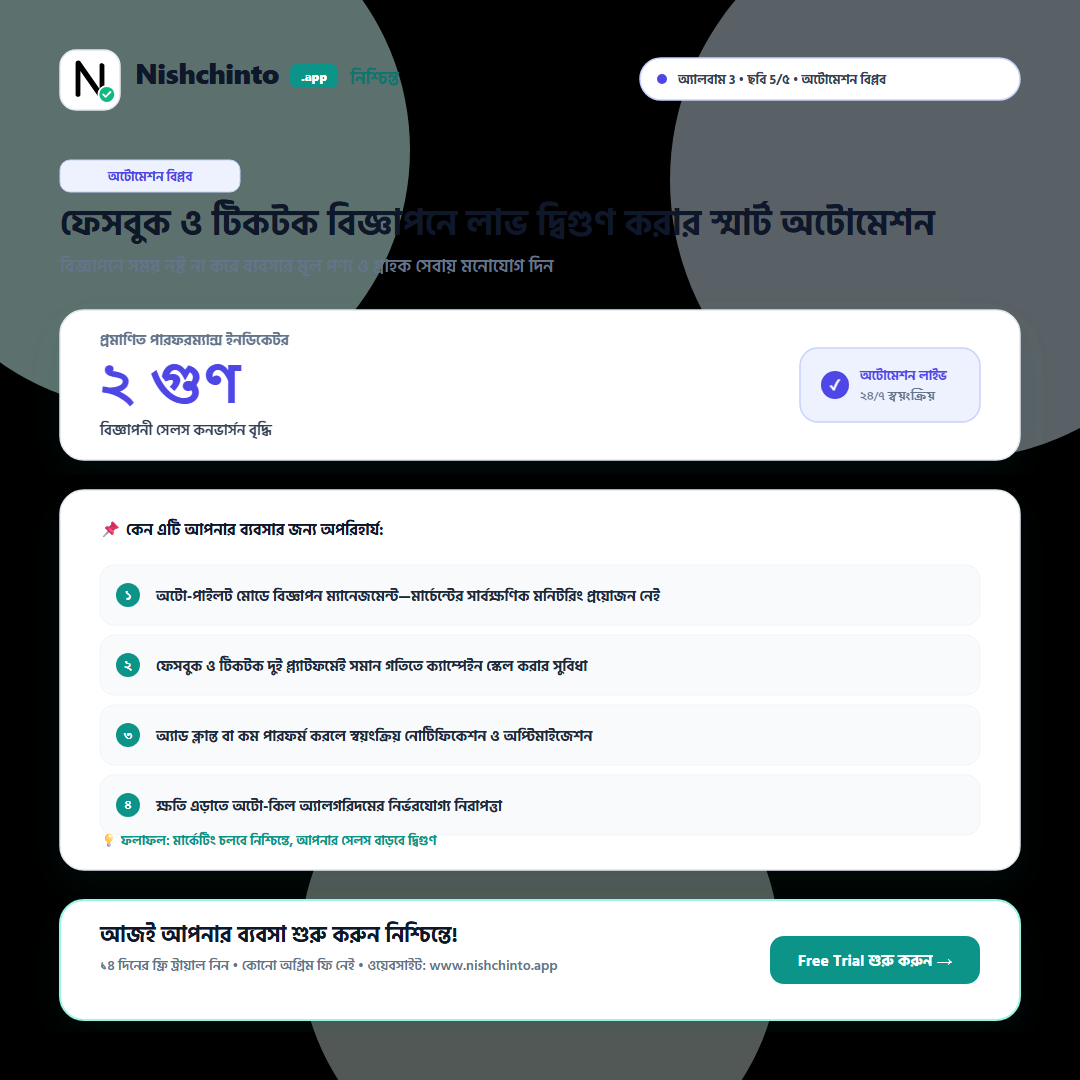 Nishchinto .app নিশ্চিন্ত
অ্যালবাম 3 • ছবি 5/৫ • অটোমেশন বিপ্লব
অটোমেশন বিপ্লব
ফেসবুক ও টিকটক বিজ্ঞাপনে লাভ দ্বিগুণ করার স্মার্ট অটোমেশন
বিজ্ঞাপনে সময় নষ্ট না করে ব্যবসার মূল পণ্য ও গ্রাহক সেবায় মনোযোগ দিন
প্রমাণিত পারফরম্যান্স ইনডিকেটর
২ গুণ
বিজ্ঞাপনী সেলস কনভার্সন বৃদ্ধি
অটোমেশন লাইভ
২৪/৭ স্বয়ংক্রিয়
📌 কেন এটি আপনার ব্যবসার জন্য অপরিহার্য:
১ অটো-পাইলট মোডে বিজ্ঞাপন ম্যানেজমেন্ট—মার্চেন্টের সার্বক্ষণিক মনিটরিং প্রয়োজন নেই
২ ফেসবুক ও টিকটক দুই প্ল্যাটফর্মেই সমান গতিতে ক্যাম্পেইন স্কেল করার সুবিধা
৩ অ্যাড ক্লান্ত বা কম পারফর্ম করলে স্বয়ংক্রিয় নোটিফিকেশন ও অপ্টিমাইজেশন
৪ ক্ষতি এড়াতে অটো-কিল অ্যালগরিদমের নির্ভরযোগ্য নিরাপত্তা
💡 ফলাফল: মার্কেটিং চলবে নিশ্চিন্তে, আপনার সেলস বাড়বে দ্বিগুণ
আজই আপনার ব্যবসা শুরু করুন নিশ্চিন্তে!
১৪ দিনের ফ্রি ট্রায়াল নিন • কোনো অগ্রিম ফি নেই • ওয়েবসাইট: www.nishchinto.app
Free Trial শুরু করুন →